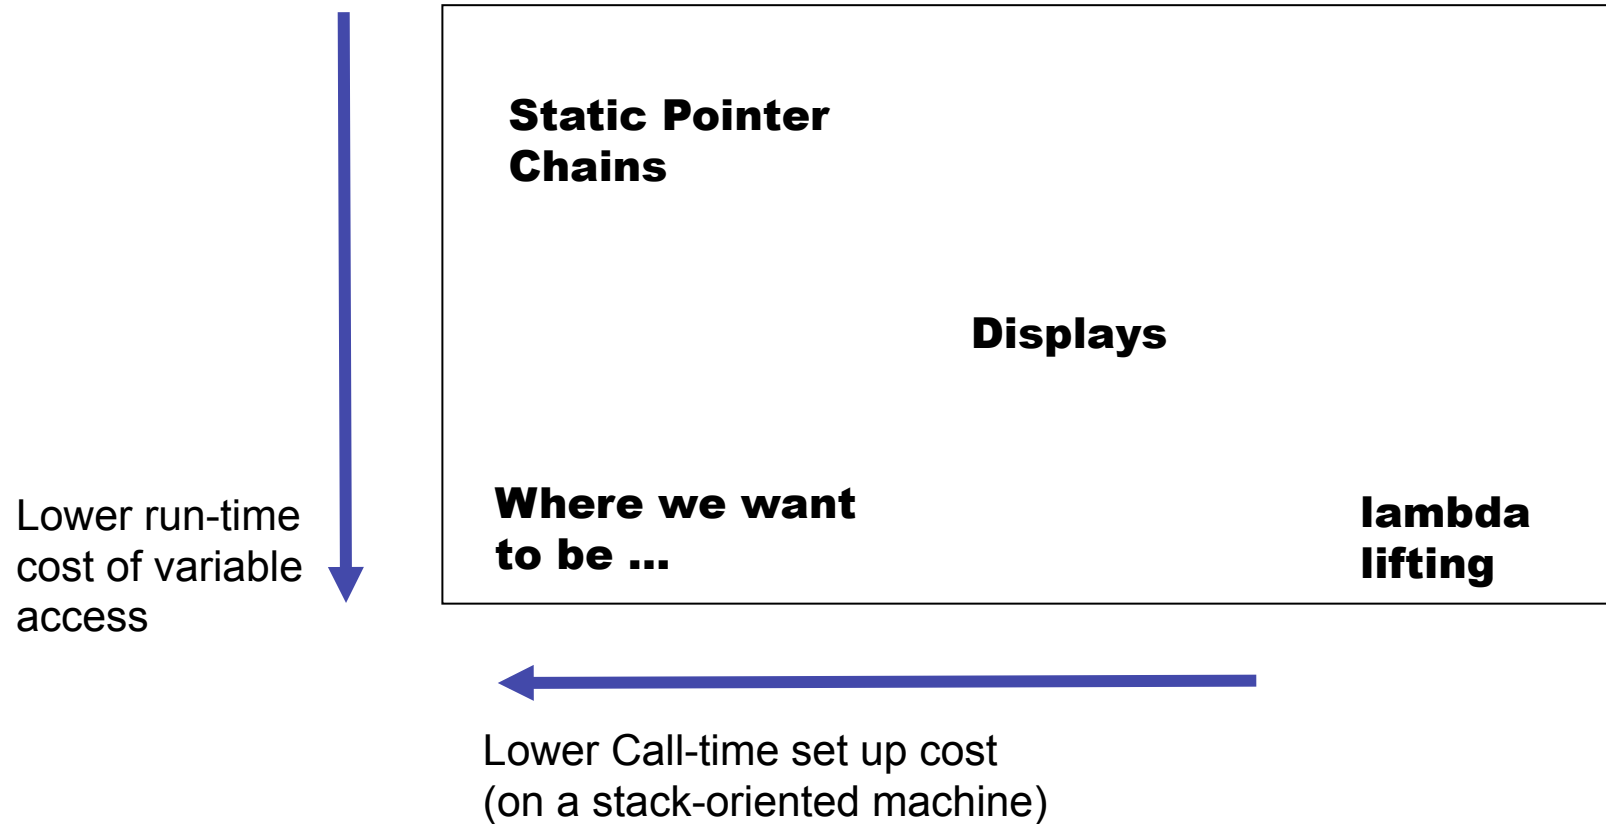 Static Pointer
Chains
Displays
Where we want
to be ...
lambda
lifting
Lower run-time
cost of variable
access
Lower Call-time set up cost
(on a stack-oriented machine)